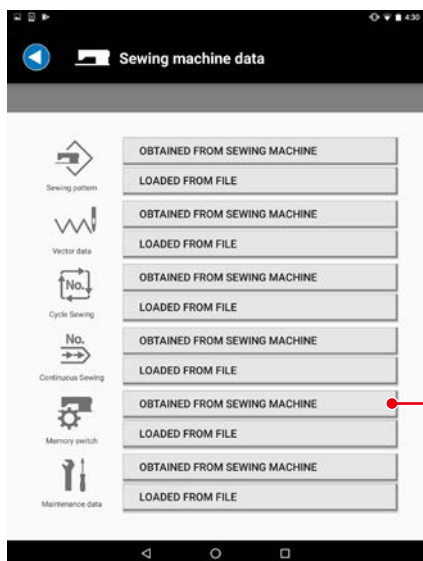 4:30
Sewing machine data
OBTAINED FROM SEWING MACHINE
LOADED FROM FILE
Sewing pattern
OBTAINED FROM SEWING MACHINE
LOADED FROM FILE
Vector data
OBTAINED FROM SEWING MACHINE
No.
LOADED FROM FILE
Cycle Sewing
OBTAINED FROM SEWING MACHINE
No.
LOADED FROM FILE
Continuous Sewing
OBTAINED FROM SEWING MACHINE
LOADED FROM FILE
Memory switch
OBTAINED FROM SEWING MACHINE
LOADED FROM FILE
Maintenance data